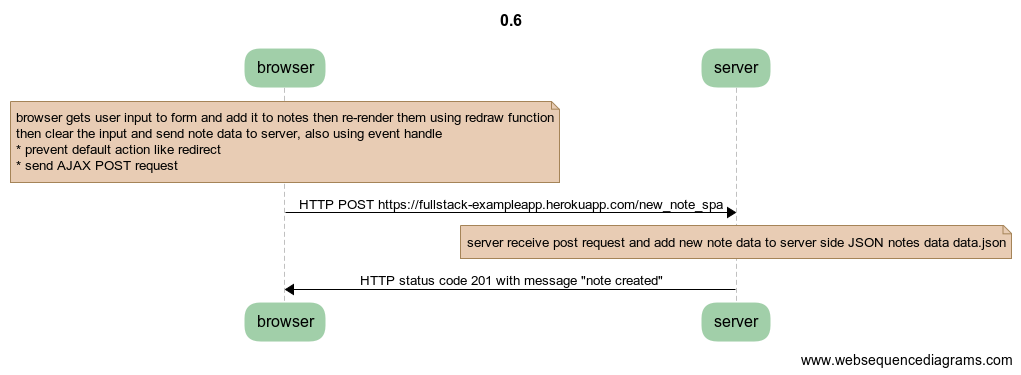 0.6
browser
server
browser gets user input to form and add it to notes then re-render them using redraw function
then clear the input and send note data to server, also using event handle
* prevent default action like redirect
* send AJAX POST request
HTTP POST https://fullstack-exampleapp.herokuapp.com/new_note_spa
server receive post request and add new note data to server side JSON notes data data.json
HTTP status code 201 with message "note created"
browser
server
www.websequencediagrams.com